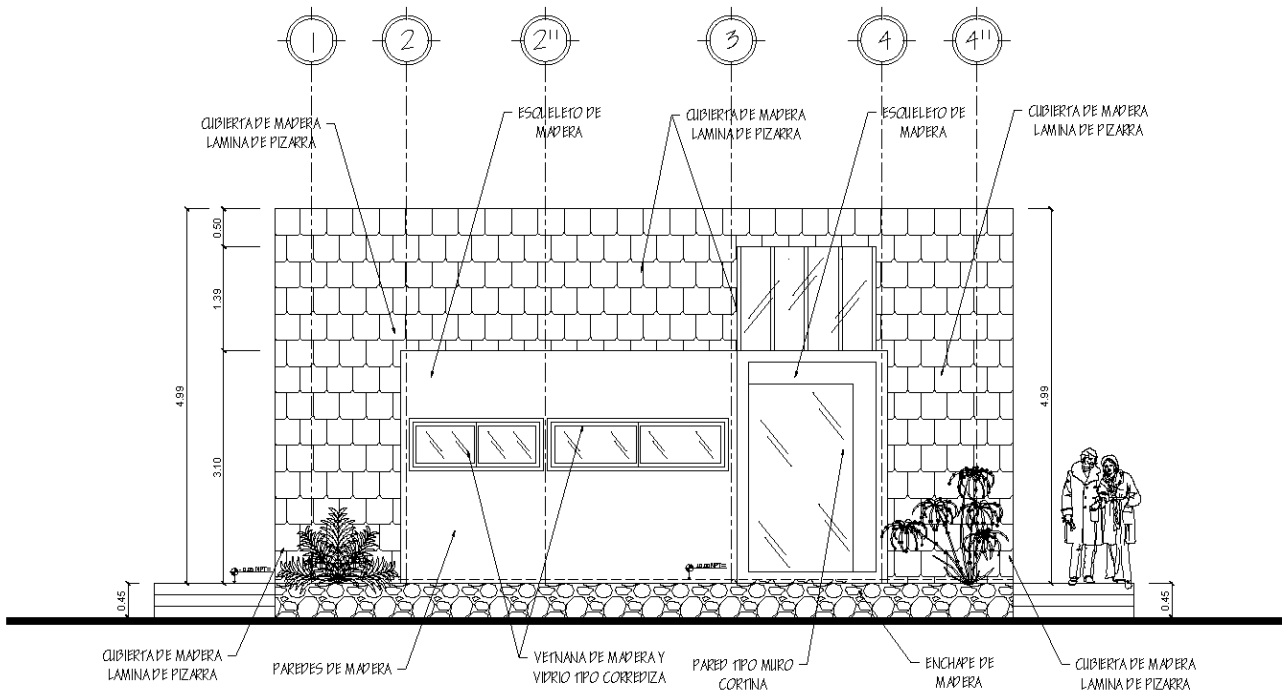 1 2 2" 3 4 4"
ESQUELETO DE
MADERA
CUBIERTA DE MADERA
LAMINA DE PIZARRA
ESQUELETO DE
MADERA
CUBIERTA DE MADERA
LAMINA DE PIZARRA
CUBIERTA DE MADERA
LAMINA DE PIZARRA
0.50
1.39
4.99
4.99
3.10
0.45
0.45
CUBIERTA DE MADERA
LAMINA DE PIZARRA
PAREDES DE MADERA
VETNANA DE MADERA Y
VIDRIO TIPO CORREDIZA
PARED TIPO MURO
CORTINA
ENCHAPE DE
MADERA
CUBIERTA DE MADERA
LAMINA DE PIZARRA